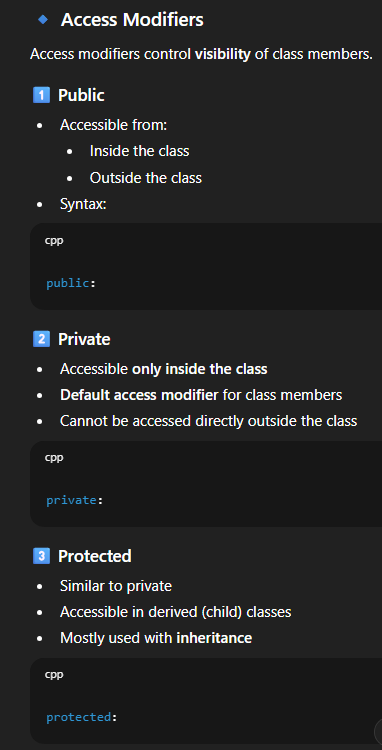 🔹 Access Modifiers
Access modifiers control visibility of class members.
1️⃣ Public
• Accessible from:
• Inside the class
• Outside the class
• Syntax:
cpp
public:
2️⃣ Private
• Accessible only inside the class
• Default access modifier for class members
• Cannot be accessed directly outside the class
cpp
private:
3️⃣ Protected
• Similar to private
• Accessible in derived (child) classes
• Mostly used with inheritance
cpp
protected: